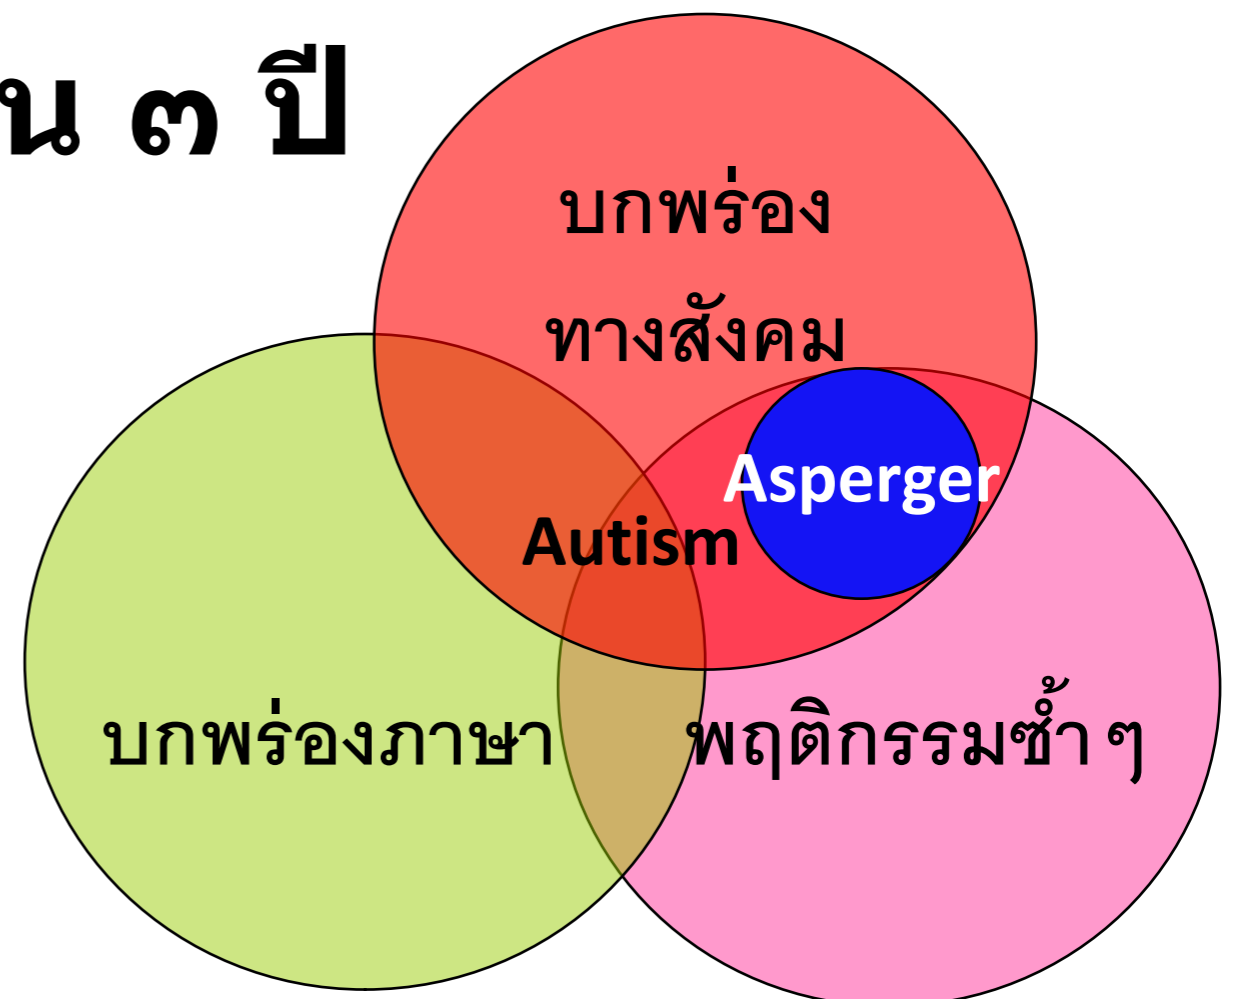 น ๓ ปี
บกพร่อง
ทางสังคม
Asperger
Autism
บกพร่องภาษา
พฤติกรรมซ้ำ ๆ